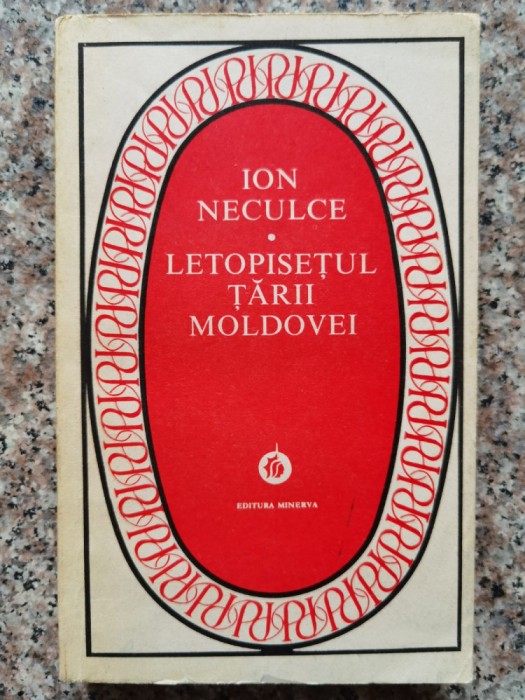 ION
NECULCE
•
LETOPISEȚUL
ȚĂRII
MOLDOVEI
EDITURA MINERVA